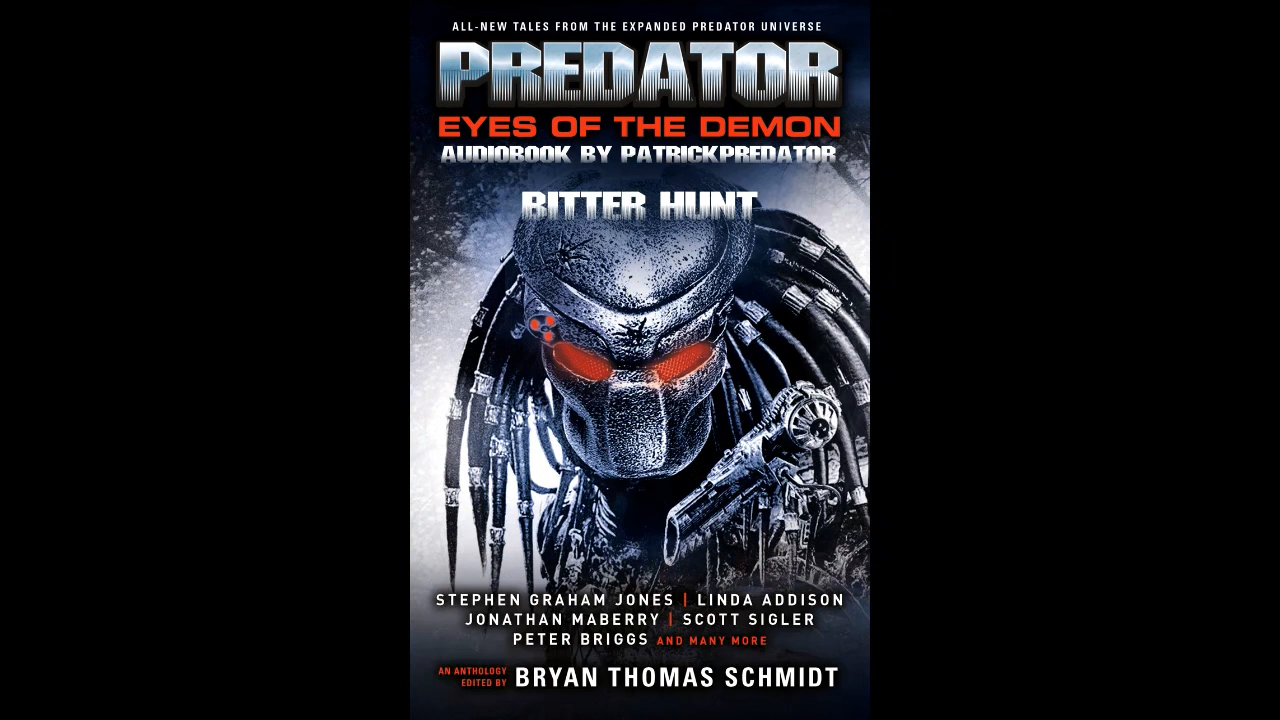 ALL-NEW TALES FROM THE EXPANDED PREDATOR UNIVERSE
PREDATOR
EYES OF THE DEMON
AUDIOBOOK BY PATRICKPREDATOR
BITTER HUNT
STEPHEN GRAHAM JONES | LINDA ADDISON
JONATHAN MABERRY | SCOTT SIGLER
PETER BRIGGS AND MANY MORE
AN ANTHOLOGY
EDITED BY BRYAN THOMAS SCHMIDT